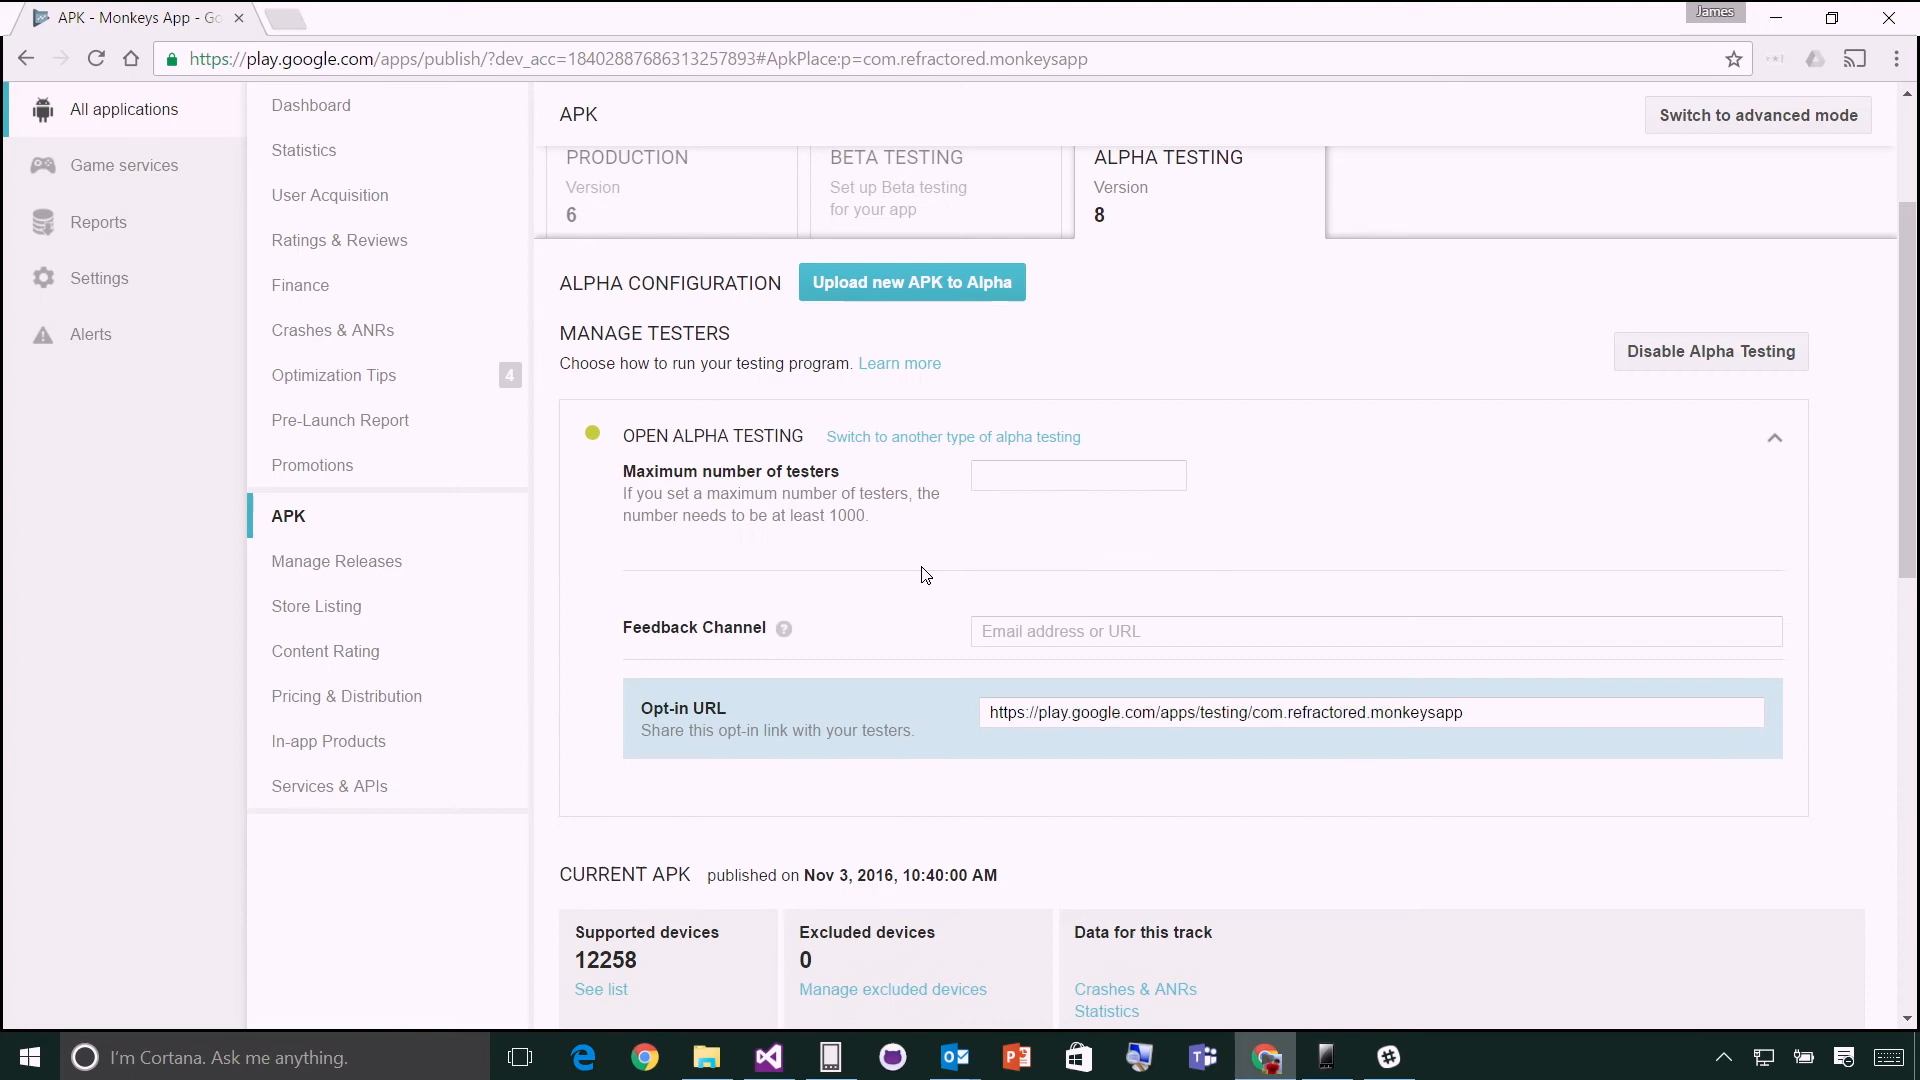 APK - Monkeys App - Go
James
https://play.google.com/apps/publish/?dev_acc=18402887686313257893#ApkPlace:p=com.refractored.monkeysapp
All applications
Game services
Reports
Settings
Alerts
Dashboard
Statistics
User Acquisition
Ratings & Reviews
Finance
Crashes & ANRs
Optimization Tips 4
Pre-Launch Report
Promotions
APK
Manage Releases
Store Listing
Content Rating
Pricing & Distribution
In-app Products
Services & APIs
APK
Switch to advanced mode
PRODUCTION
Version
6
BETA TESTING
Set up Beta testing
for your app
ALPHA TESTING
Version
8
ALPHA CONFIGURATION
Upload new APK to Alpha
MANAGE TESTERS
Choose how to run your testing program. Learn more
Disable Alpha Testing
OPEN ALPHA TESTING Switch to another type of alpha testing
Maximum number of testers
If you set a maximum number of testers, the
number needs to be at least 1000.
Feedback Channel ?
Email address or URL
Opt-in URL
Share this opt-in link with your testers.
https://play.google.com/apps/testing/com.refractored.monkeysapp
CURRENT APK published on Nov 3, 2016, 10:40:00 AM
Supported devices
12258
See list
Excluded devices
0
Manage excluded devices
Data for this track
Crashes & ANRs
Statistics
I'm Cortana. Ask me anything.